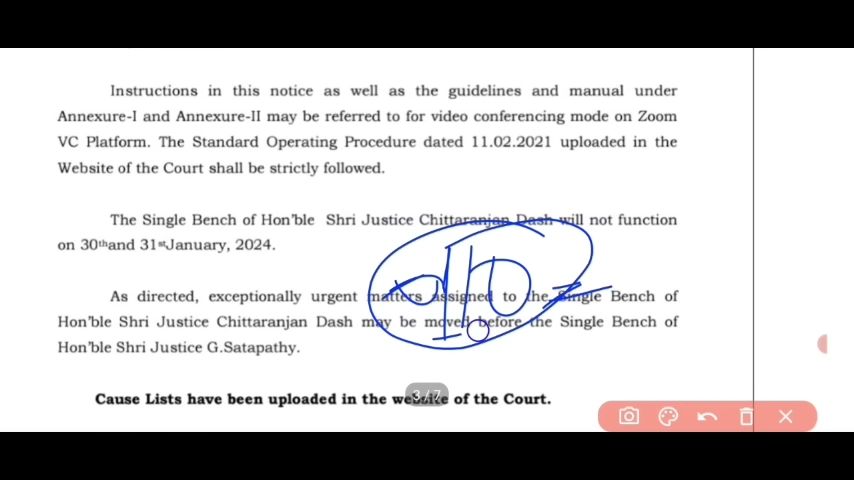 Instructions in this notice as well as the guidelines and manual under
Annexure-I and Annexure-II may be referred to for video conferencing mode on Zoom
VC Platform. The Standard Operating Procedure dated 11.02.2021 uploaded in the
Website of the Court shall be strictly followed.
The Single Bench of Hon'ble Shri Justice Chittaranjan Dash will not function
on 30thand 31stJanuary, 2024.
As directed, exceptionally urgent matters assigned to the Single Bench of
Hon'ble Shri Justice Chittaranjan Dash may be moved before the Single Bench of
Hon'ble Shri Justice G.Satapathy.
Cause Lists have been uploaded in the website of the Court.
3/7